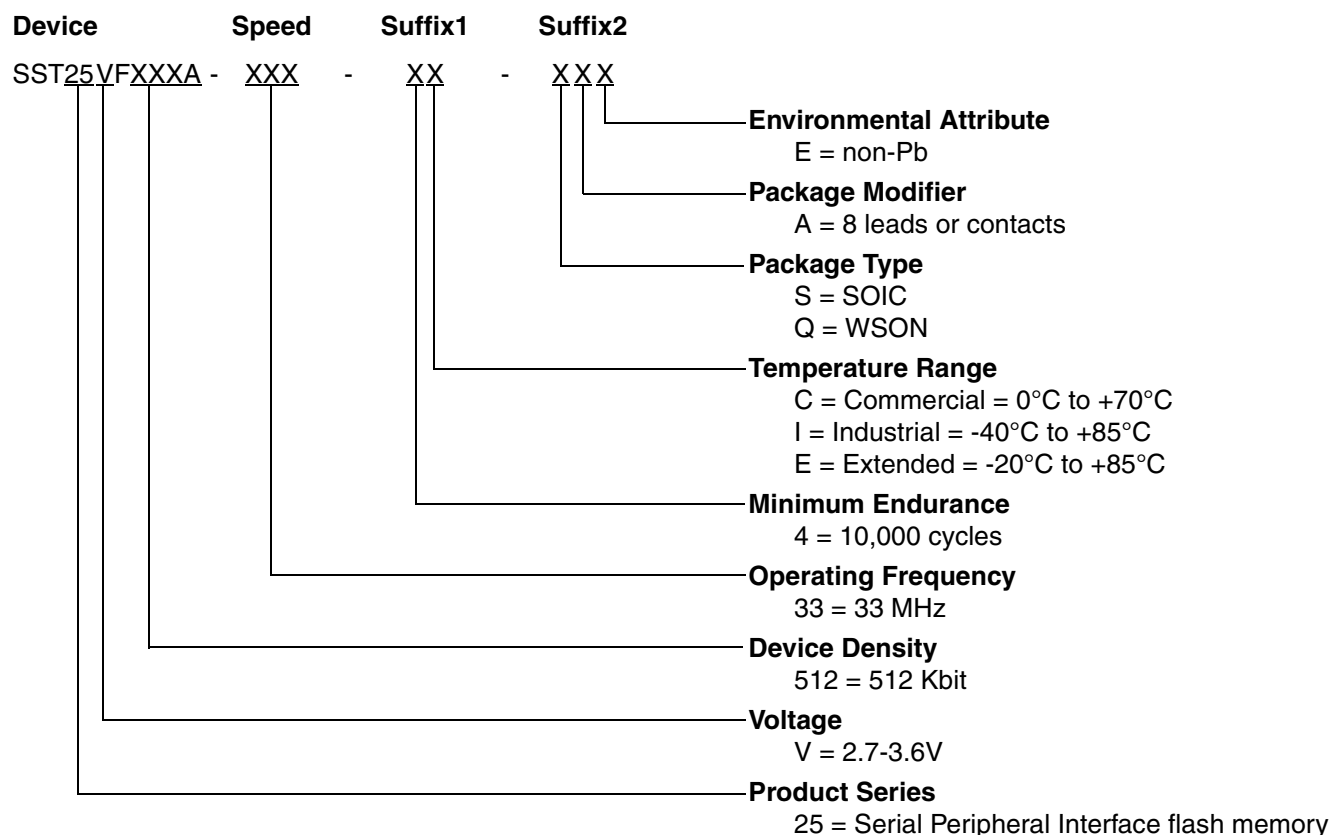 Device Speed Suffix1 Suffix2
SST25VFXXXA - XXX - XX - XXX
Environmental Attribute
E = non-Pb
Package Modifier
A = 8 leads or contacts
Package Type
S = SOIC
Q = WSON
Temperature Range
C = Commercial = 0°C to +70°C
I = Industrial = -40°C to +85°C
E = Extended = -20°C to +85°C
Minimum Endurance
4 = 10,000 cycles
Operating Frequency
33 = 33 MHz
Device Density
512 = 512 Kbit
Voltage
V = 2.7-3.6V
Product Series
25 = Serial Peripheral Interface flash memory